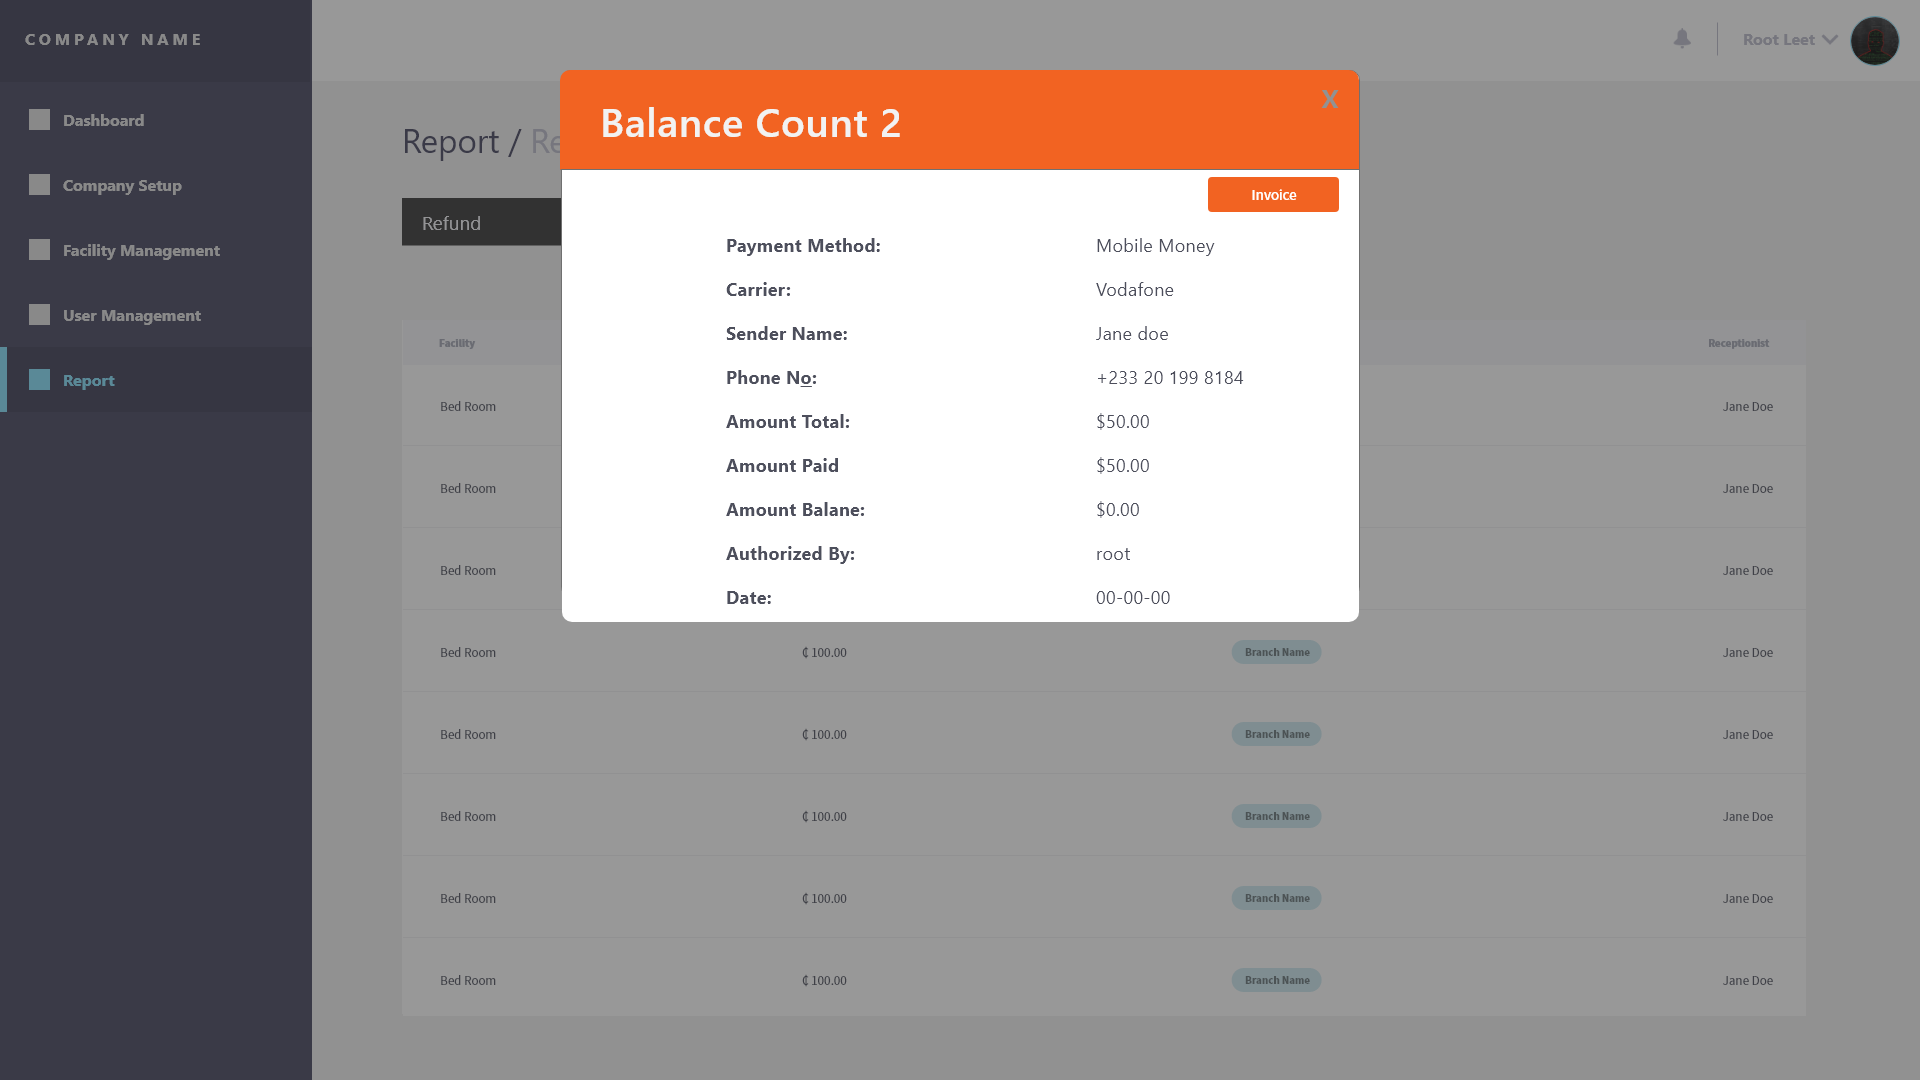 COMPANY NAME
Root Leet
Dashboard
Company Setup
Facility Management
User Management
Report
Report / Re
Refund
Balance Count 2
X
Invoice
Payment Method: Mobile Money
Carrier: Vodafone
Sender Name: Jane doe
Phone No: +233 20 199 8184
Amount Total: $50.00
Amount Paid $50.00
Amount Balane: $0.00
Authorized By: root
Date: 00-00-00
Facility Receptionist
Bed Room Jane Doe
Bed Room Jane Doe
Bed Room Jane Doe
Bed Room ₵ 100.00 Branch Name Jane Doe
Bed Room ₵ 100.00 Branch Name Jane Doe
Bed Room ₵ 100.00 Branch Name Jane Doe
Bed Room ₵ 100.00 Branch Name Jane Doe
Bed Room ₵ 100.00 Branch Name Jane Doe